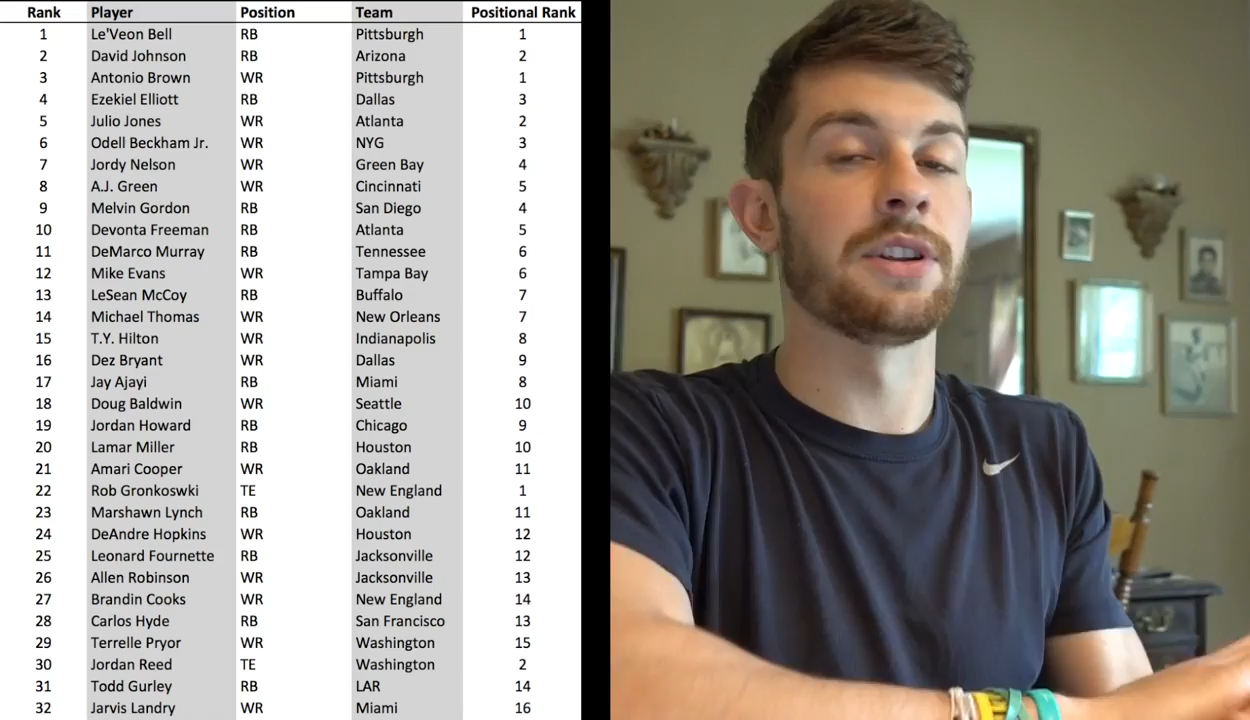 Rank Player Position Team Positional Rank
1 Le'Veon Bell RB Pittsburgh 1
2 David Johnson RB Arizona 2
3 Antonio Brown WR Pittsburgh 1
4 Ezekiel Elliott RB Dallas 3
5 Julio Jones WR Atlanta 2
6 Odell Beckham Jr. WR NYG 3
7 Jordy Nelson WR Green Bay 4
8 A.J. Green WR Cincinnati 5
9 Melvin Gordon RB San Diego 4
10 Devonta Freeman RB Atlanta 5
11 DeMarco Murray RB Tennessee 6
12 Mike Evans WR Tampa Bay 6
13 LeSean McCoy RB Buffalo 7
14 Michael Thomas WR New Orleans 7
15 T.Y. Hilton WR Indianapolis 8
16 Dez Bryant WR Dallas 9
17 Jay Ajayi RB Miami 8
18 Doug Baldwin WR Seattle 10
19 Jordan Howard RB Chicago 9
20 Lamar Miller RB Houston 10
21 Amari Cooper WR Oakland 11
22 Rob Gronkoswki TE New England 1
23 Marshawn Lynch RB Oakland 11
24 DeAndre Hopkins WR Houston 12
25 Leonard Fournette RB Jacksonville 12
26 Allen Robinson WR Jacksonville 13
27 Brandin Cooks WR New England 14
28 Carlos Hyde RB San Francisco 13
29 Terrelle Pryor WR Washington 15
30 Jordan Reed TE Washington 2
31 Todd Gurley RB LAR 14
32 Jarvis Landry WR Miami 16